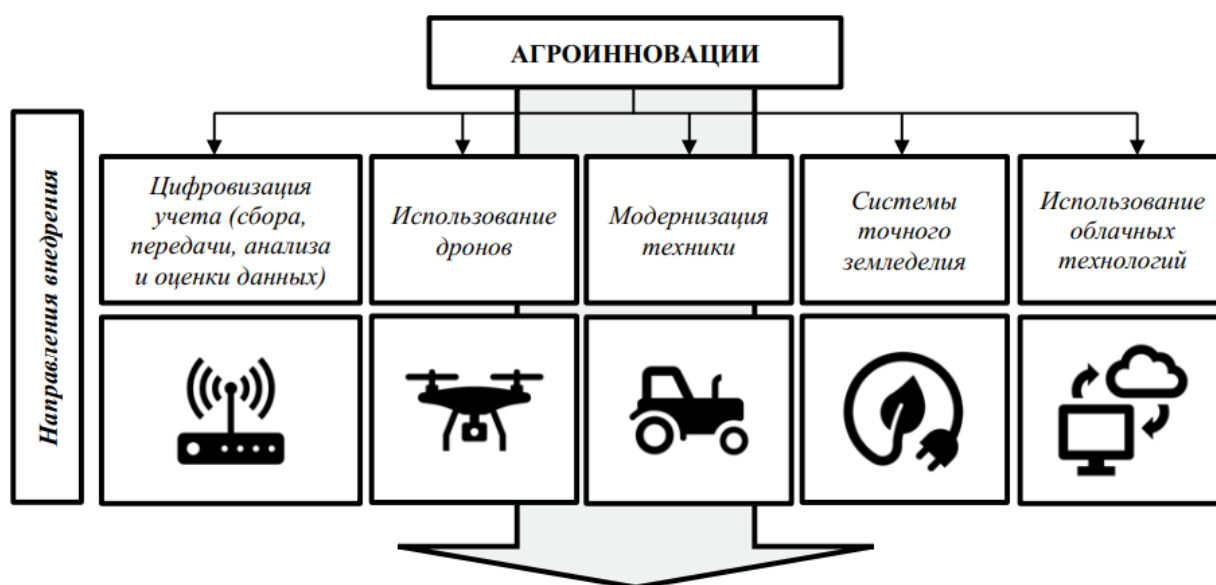 АГРОИННОВАЦИИ
Направления внедрения
Цифровизация
учета (сбора,
передачи, анализа
и оценки данных)
Использование
дронов
Модернизация
техники
Системы
точного
земледелия
Использование
облачных
технологий